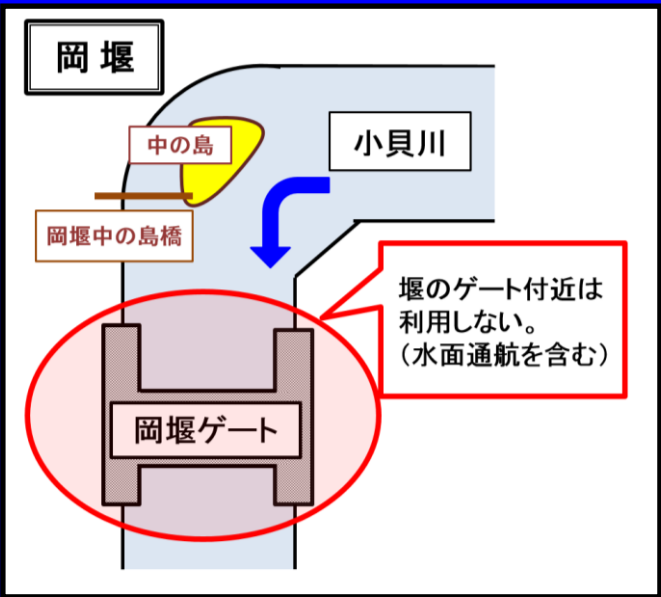 岡堰
中の島
小貝川
岡堰中の島橋
堰のゲート付近は
利用しない。
（水面通航を含む）
岡堰ゲート